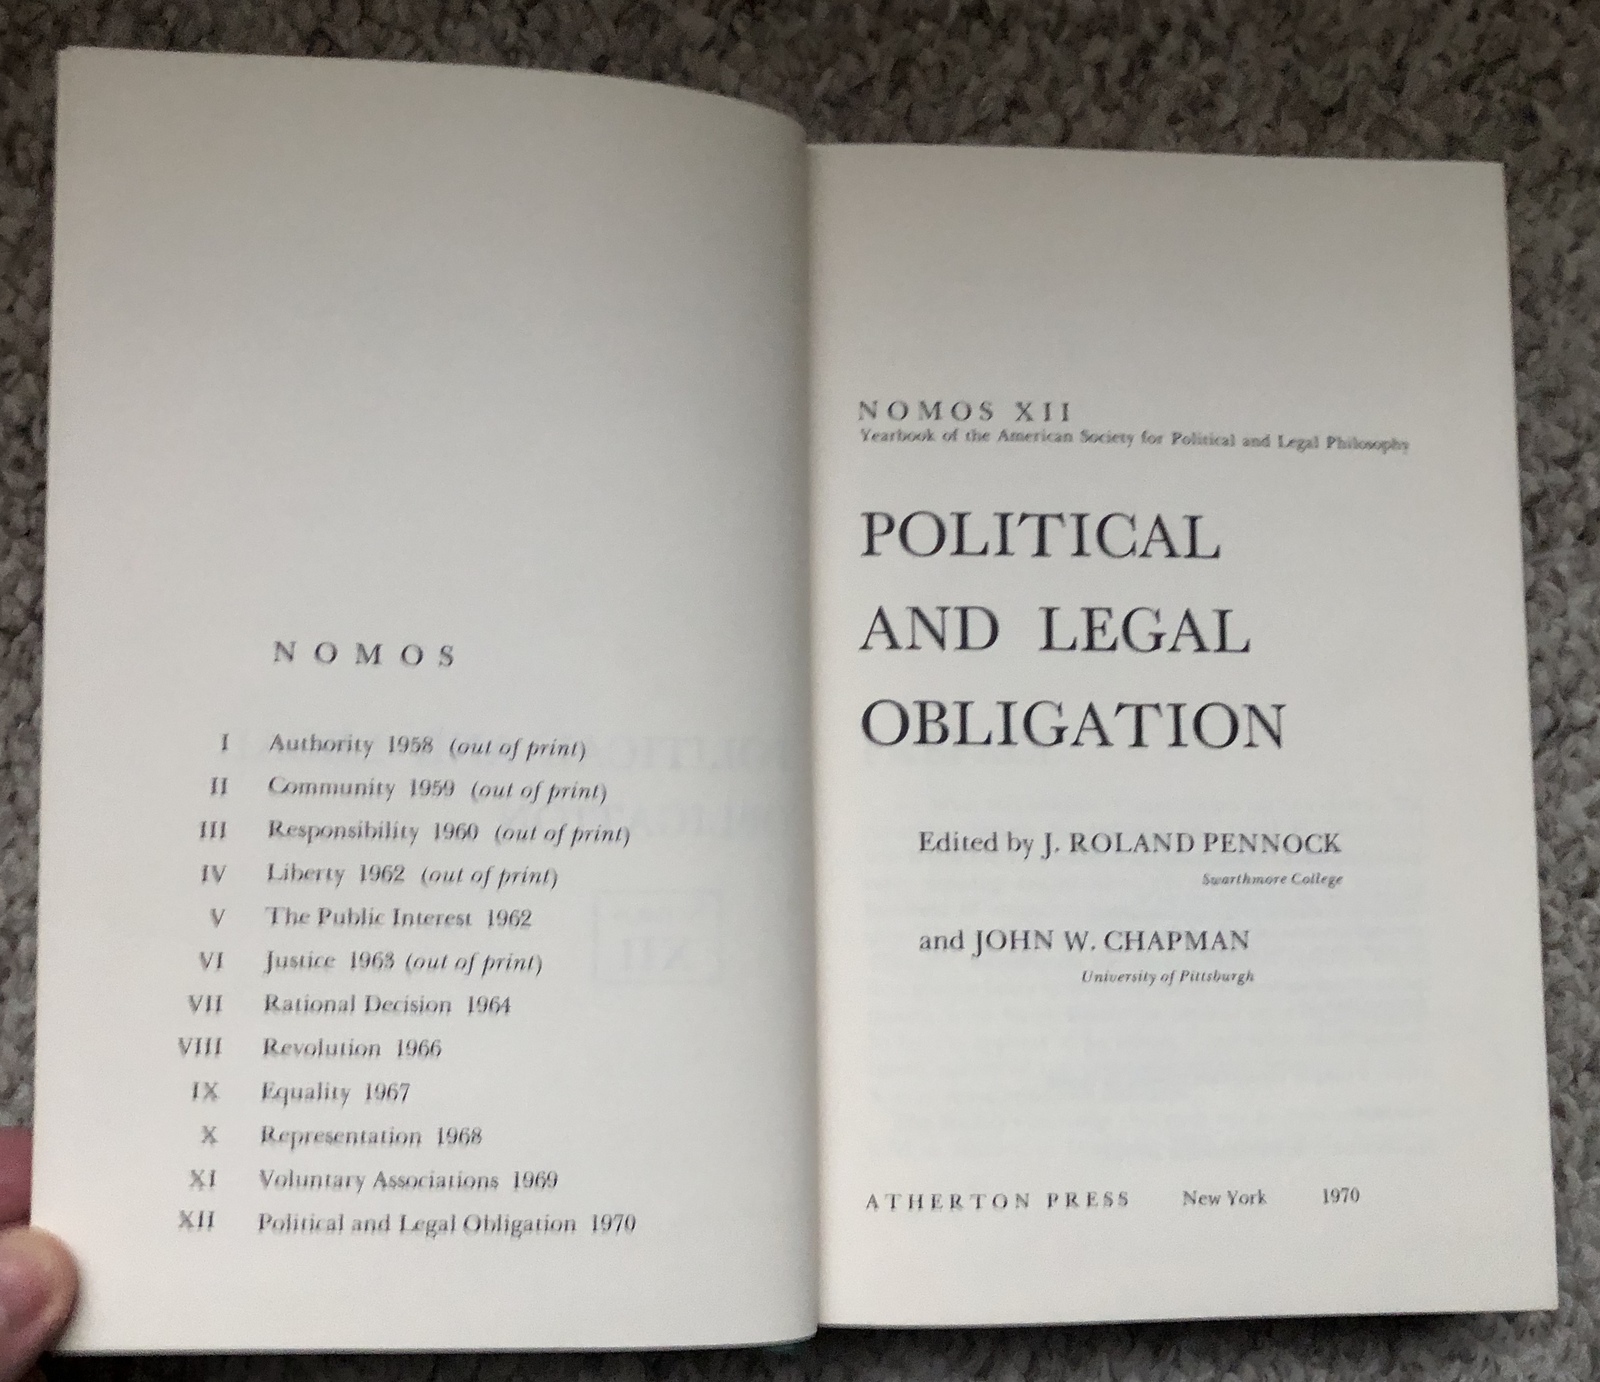 NOMOS
I Authority 1958 (out of print)
II Community 1959 (out of print)
III Responsibility 1960 (out of print)
IV Liberty 1962 (out of print)
V The Public Interest 1962
VI Justice 1963 (out of print)
VII Rational Decision 1964
VIII Revolution 1966
IX Equality 1967
X Representation 1968
XI Voluntary Associations 1969
XII Political and Legal Obligation 1970
NOMOS XII
Yearbook of the American Society for Political and Legal Philosophy
POLITICAL
AND LEGAL
OBLIGATION
Edited by J. ROLAND PENNOCK
Swarthmore College
and JOHN W. CHAPMAN
University of Pittsburgh
ATHERTON PRESS New York 1970